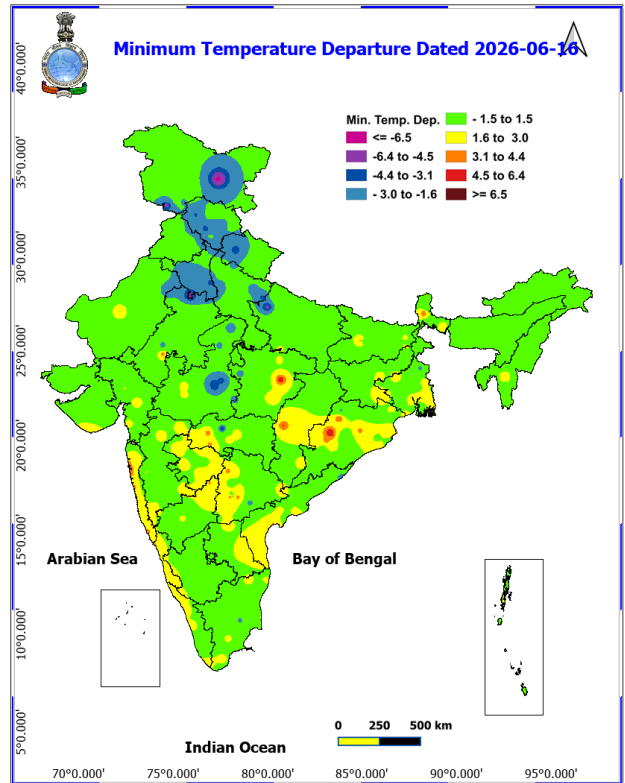 Minimum Temperature Departure Dated 2026-06-16
Min. Temp. Dep.
<= -6.5
-6.4 to -4.5
-4.4 to -3.1
- 3.0 to -1.6
- 1.5 to 1.5
1.6 to 3.0
3.1 to 4.4
4.5 to 6.4
>= 6.5
40°0.000'
35°0.000'
30°0.000'
25°0.000'
20°0.000'
15°0.000'
10°0.000'
5°0.000'
Arabian Sea
Bay of Bengal
Indian Ocean
0 250 500 km
70°0.000' 75°0.000' 80°0.000' 85°0.000' 90°0.000' 95°0.000'